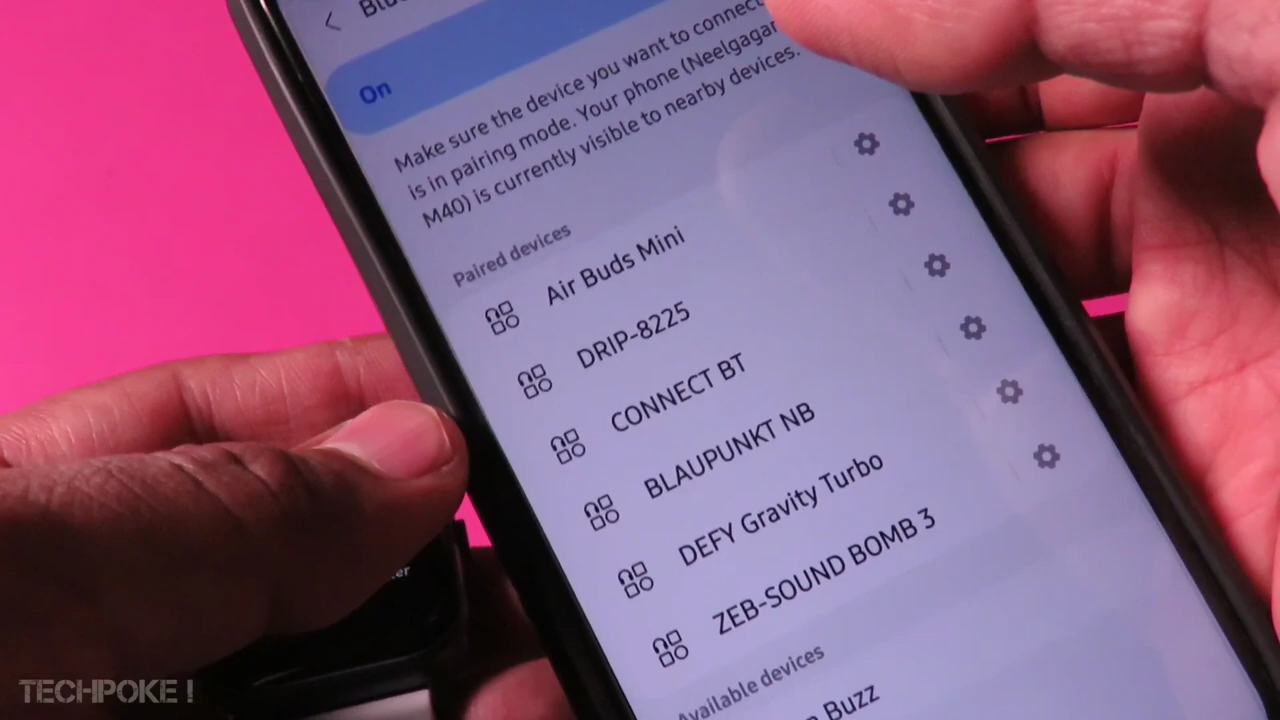 On
Make sure the device you want to connect
is in pairing mode. Your phone (Neelgagan
M40) is currently visible to nearby devices.
Paired devices
Air Buds Mini
DRIP-8225
CONNECT BT
BLAUPUNKT NB
DEFY Gravity Turbo
ZEB-SOUND BOMB 3
Available devices
Buzz
TECHPOKE !